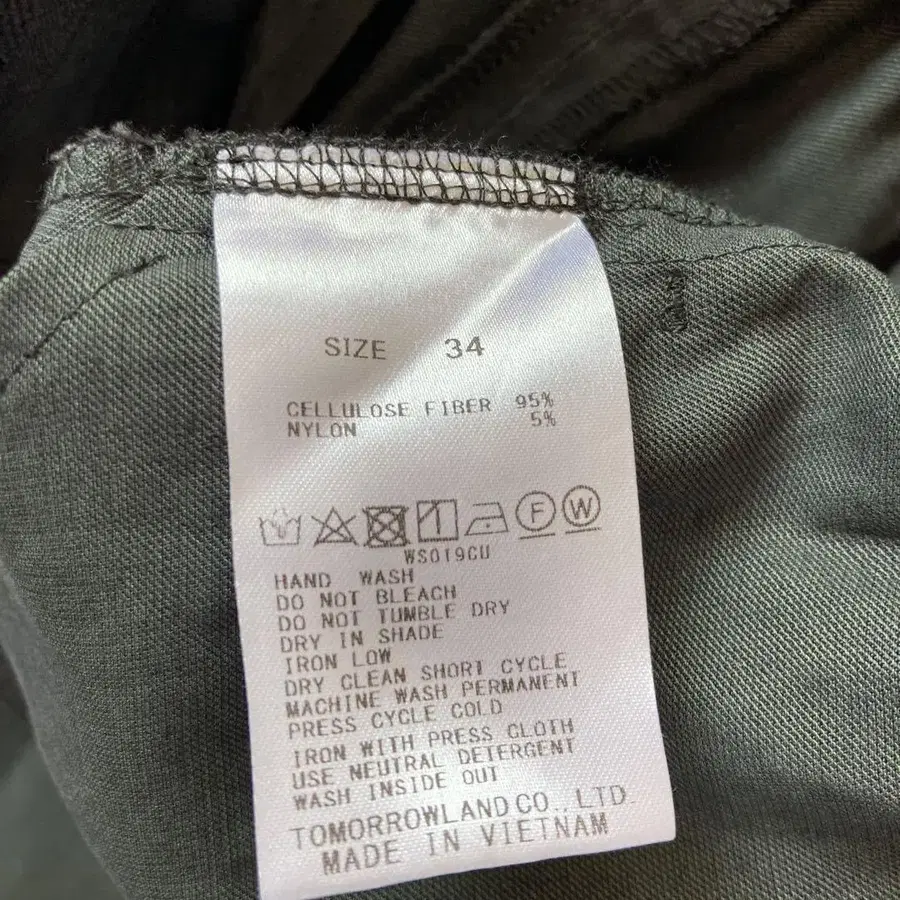 SIZE 34
CELLULOSE FIBER 95%
NYLON 5%
F W
WS019CU
HAND WASH
DO NOT BLEACH
DO NOT TUMBLE DRY
DRY IN SHADE
IRON LOW
DRY CLEAN SHORT CYCLE
MACHINE WASH PERMANENT
PRESS CYCLE COLD
IRON WITH PRESS CLOTH
USE NEUTRAL DETERGENT
WASH INSIDE OUT
TOMORROWLAND CO., LTD.
MADE IN VIETNAM